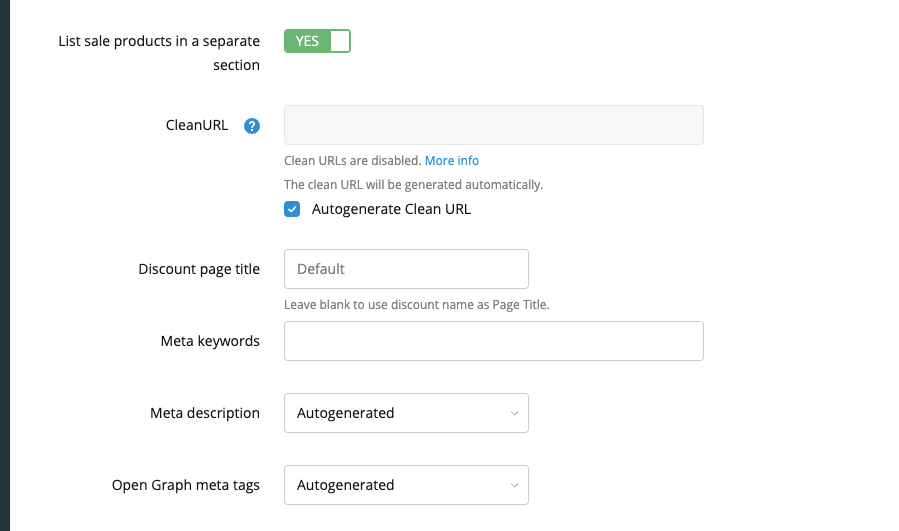 List sale products in a separate
section
YES
CleanURL
?
Clean URLs are disabled. More info
The clean URL will be generated automatically.
Autogenerate Clean URL
Discount page title
Default
Leave blank to use discount name as Page Title.
Meta keywords
Meta description
Autogenerated
Open Graph meta tags
Autogenerated